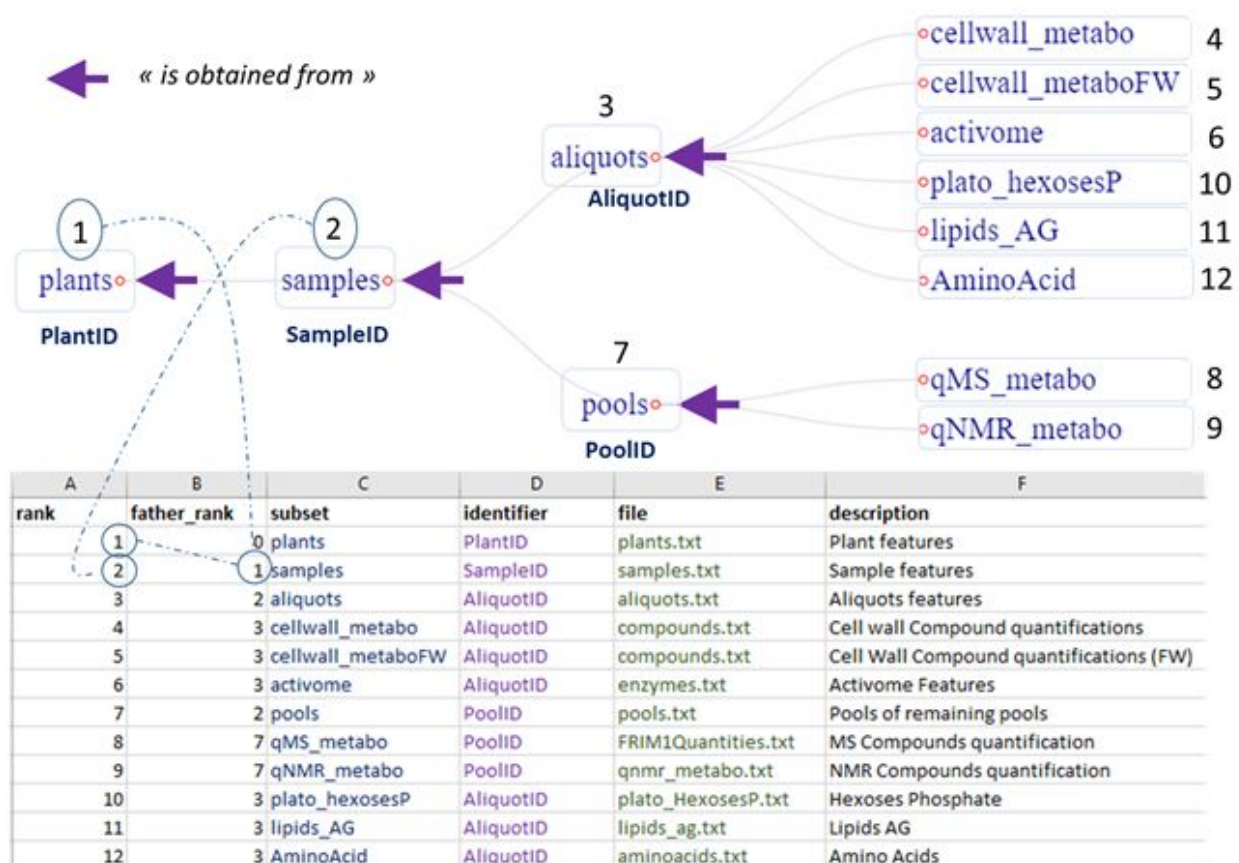 « is obtained from »
cellwall_metabo 4
cellwall_metaboFW 5
activome 6
plato_hexosesP 10
lipids_AG 11
AminoAcid 12
3
aliquots
AliquotID
1
plants
PlantID
2
samples
SampleID
7
pools
PoolID
qMS_metabo 8
qNMR_metabo 9
A B C D E F
rank father_rank subset identifier file description
1 0 plants PlantID plants.txt Plant features
2 1 samples SampleID samples.txt Sample features
3 2 aliquots AliquotID aliquots.txt Aliquots features
4 3 cellwall_metabo AliquotID compounds.txt Cell wall Compound quantifications
5 3 cellwall_metaboFW AliquotID compounds.txt Cell Wall Compound quantifications (FW)
6 3 activome AliquotID enzymes.txt Activome Features
7 2 pools PoolID pools.txt Pools of remaining pools
8 7 qMS_metabo PoolID FRIM1Quantities.txt MS Compounds quantification
9 7 qNMR_metabo PoolID qnmr_metabo.txt NMR Compounds quantification
10 3 plato_hexosesP AliquotID plato_HexosesP.txt Hexoses Phosphate
11 3 lipids_AG AliquotID lipids_ag.txt Lipids AG
12 3 AminoAcid AliquotID aminoacids.txt Amino Acids